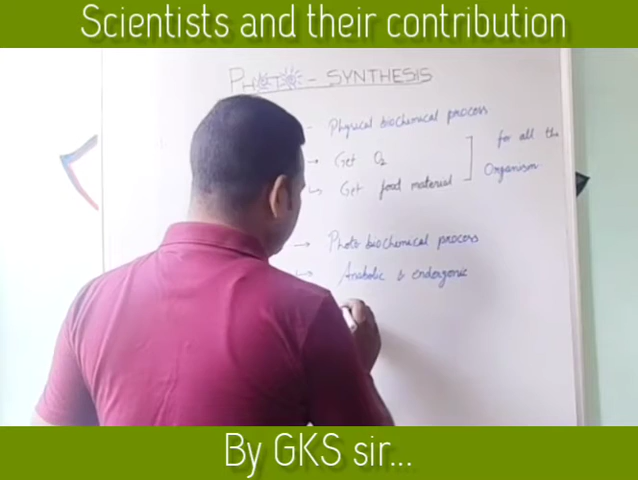 Scientists and their contribution
PHOTO - SYNTHESIS
Physical biochemical process
Get O2
Get food material
for all the
Organism
Photo biochemical process
Anabolic & endergonic
By GKS sir...